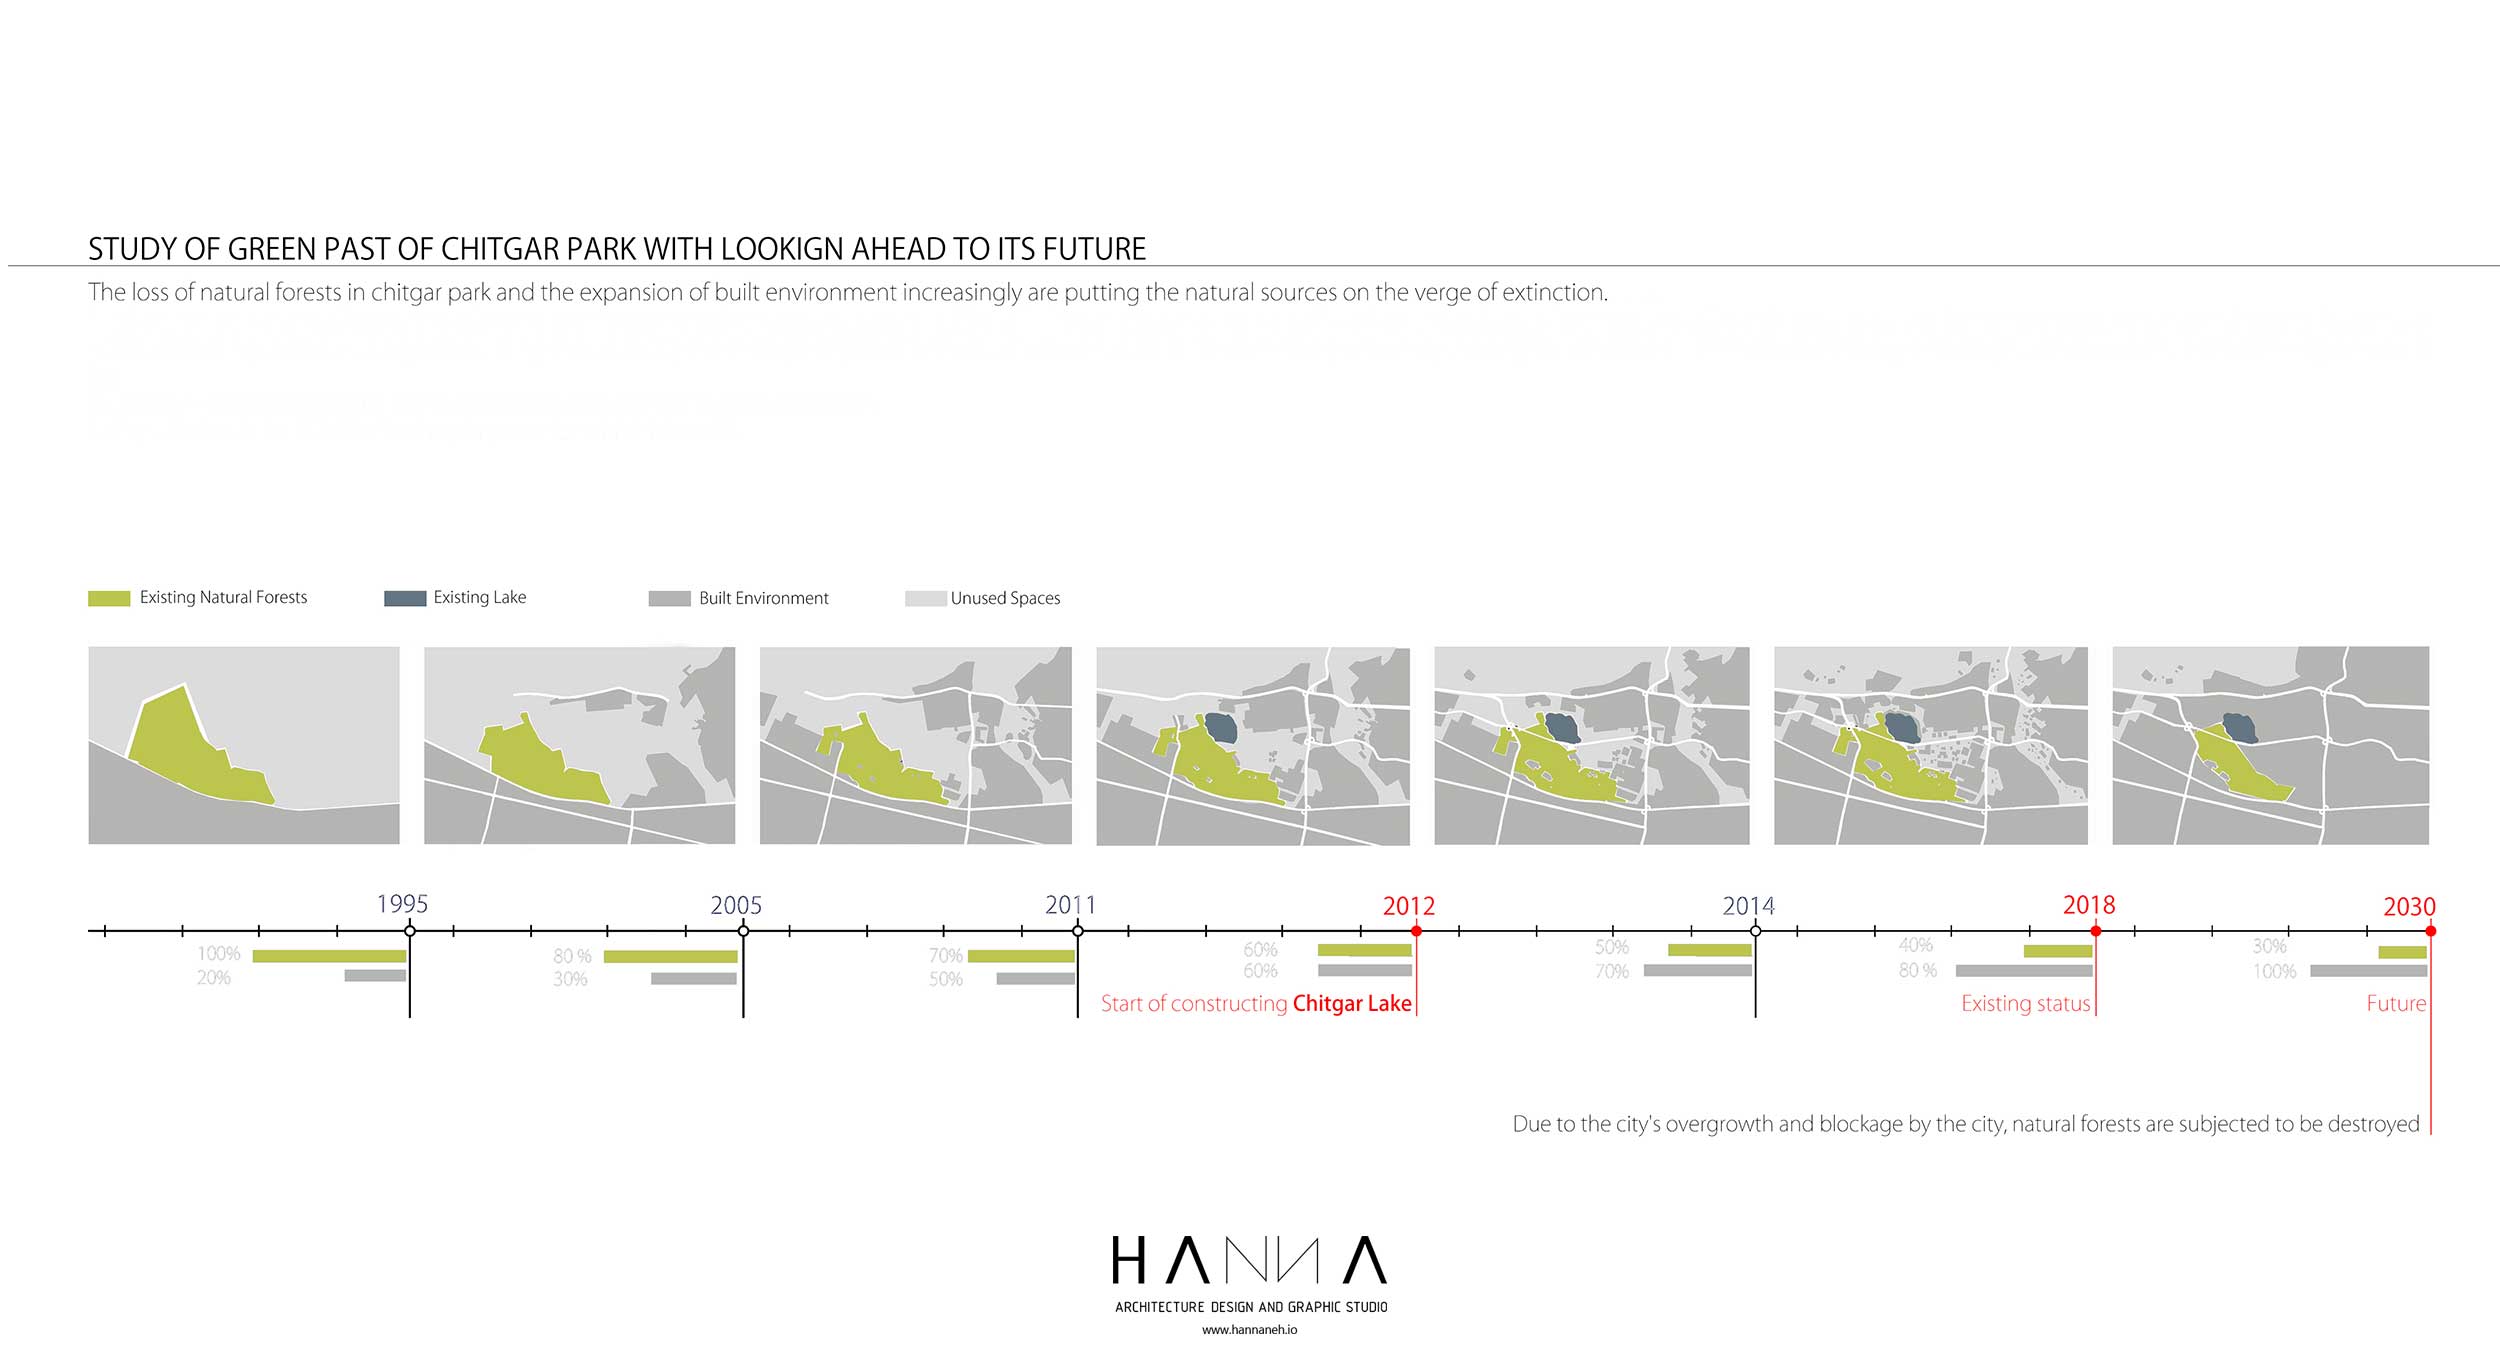 STUDY OF GREEN PAST OF CHITGAR PARK WITH LOOKIGN AHEAD TO ITS FUTURE
The loss of natural forests in chitgar park and the expansion of built environment increasingly are putting the natural sources on the verge of extinction.
Existing Natural Forests
Existing Lake
Built Environment
Unused Spaces
1995
2005
2011
2012
2014
2018
2030
100%
20%
80 %
30%
70%
50%
60%
60%
50%
70%
40%
80 %
30%
100%
Start of constructing Chitgar Lake
Existing status
Future
Due to the city's overgrowth and blockage by the city, natural forests are subjected to be destroyed
HANNA
ARCHITECTURE DESIGN AND GRAPHIC STUDIO
www.hannaneh.io